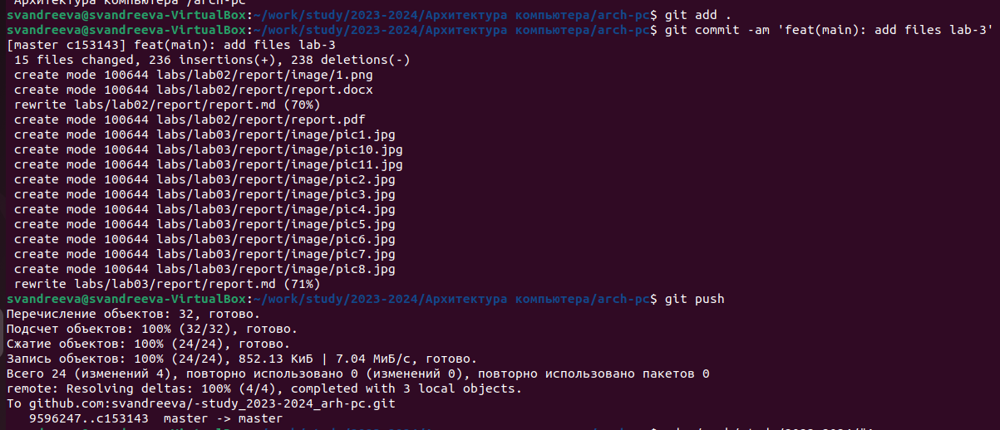 Архитектура компьютера /arch-pc
svandreeva@svandreeva-VirtualBox:~/work/study/2023-2024/Архитектура компьютера/arch-pc$ git add .
svandreeva@svandreeva-VirtualBox:~/work/study/2023-2024/Архитектура компьютера/arch-pc$ git commit -am 'feat(main): add files lab-3'
[master c153143] feat(main): add files lab-3
 15 files changed, 236 insertions(+), 238 deletions(-)
 create mode 100644 labs/lab02/report/image/1.png
 create mode 100644 labs/lab02/report/report.docx
 rewrite labs/lab02/report/report.md (70%)
 create mode 100644 labs/lab02/report/report.pdf
 create mode 100644 labs/lab03/report/image/pic1.jpg
 create mode 100644 labs/lab03/report/image/pic10.jpg
 create mode 100644 labs/lab03/report/image/pic11.jpg
 create mode 100644 labs/lab03/report/image/pic2.jpg
 create mode 100644 labs/lab03/report/image/pic3.jpg
 create mode 100644 labs/lab03/report/image/pic4.jpg
 create mode 100644 labs/lab03/report/image/pic5.jpg
 create mode 100644 labs/lab03/report/image/pic6.jpg
 create mode 100644 labs/lab03/report/image/pic7.jpg
 create mode 100644 labs/lab03/report/image/pic8.jpg
 rewrite labs/lab03/report/report.md (71%)
svandreeva@svandreeva-VirtualBox:~/work/study/2023-2024/Архитектура компьютера/arch-pc$ git push
Перечисление объектов: 32, готово.
Подсчет объектов: 100% (32/32), готово.
Сжатие объектов: 100% (24/24), готово.
Запись объектов: 100% (24/24), 852.13 КиБ | 7.04 МиБ/с, готово.
Всего 24 (изменений 4), повторно использовано 0 (изменений 0), повторно использовано пакетов 0
remote: Resolving deltas: 100% (4/4), completed with 3 local objects.
To github.com:svandreeva/-study_2023-2024_arh-pc.git
   9596247..c153143  master -> master